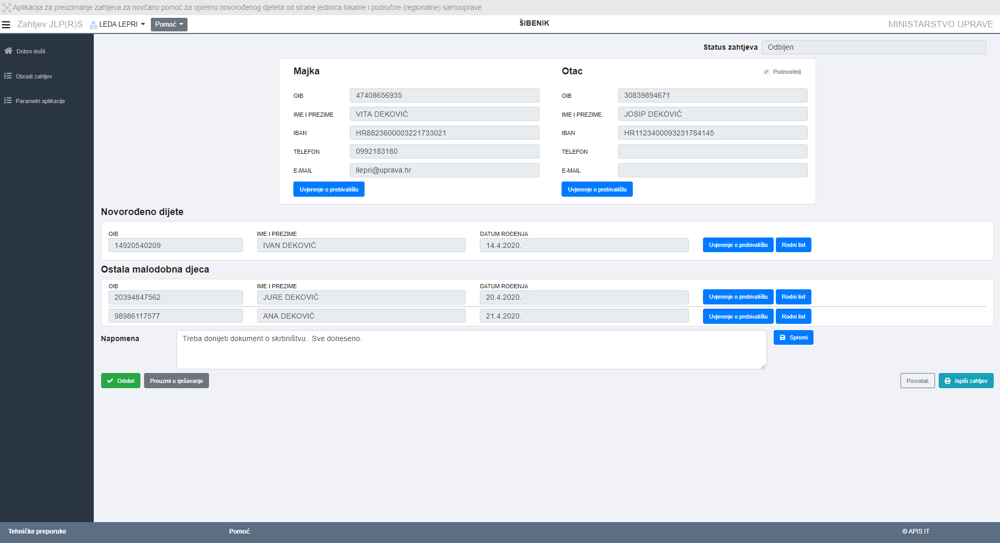 Aplikacija za preuzimanje zahtjeva za novčanu pomoć za opremu novorođenog djeteta od strane jedinica lokalne i područne (regionalne) samouprave
Zahtjev JLP(R)S LEDA LEPRI Pomoć ŠIBENIK MINISTARSTVO UPRAVE
Dobro došli
Obradi zahtjev
Parametri aplikacije
Status zahtjeva Odbijen
Majka Otac Podnositelj
OIB 47408656935 OIB 30839894671
IME I PREZIME VITA DEKOVIĆ IME I PREZIME JOSIP DEKOVIĆ
IBAN HR8823600003221733021 IBAN HR1123400093231784145
TELEFON 0992183180 TELEFON
E-MAIL llepri@uprava.hr E-MAIL
Uvjerenje o prebivalištu Uvjerenje o prebivalištu
Novorođeno dijete
OIB IME I PREZIME DATUM ROĐENJA
14920540209 IVAN DEKOVIĆ 14.4.2020. Uvjerenje o prebivalištu Rodni list
Ostala malodobna djeca
OIB IME I PREZIME DATUM ROĐENJA
20394847562 JURE DEKOVIĆ 20.4.2020. Uvjerenje o prebivalištu Rodni list
98986117577 ANA DEKOVIĆ 21.4.2020. Uvjerenje o prebivalištu Rodni list
Napomena Treba donijeti dokument o skrbništvu.. Sve doneseno. Spremi
Odobri Preuzmi u rješavanje Povratak Ispiši zahtjev
Tehničke preporuke Pomoć © APIS IT